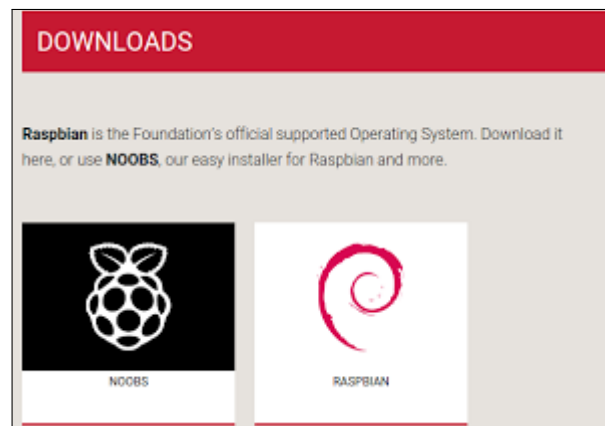 DOWNLOADS
Raspbian is the Foundation's official supported Operating System. Download it
here, or use NOOBS, our easy installer for Raspbian and more.
NOOBS
RASPBIAN